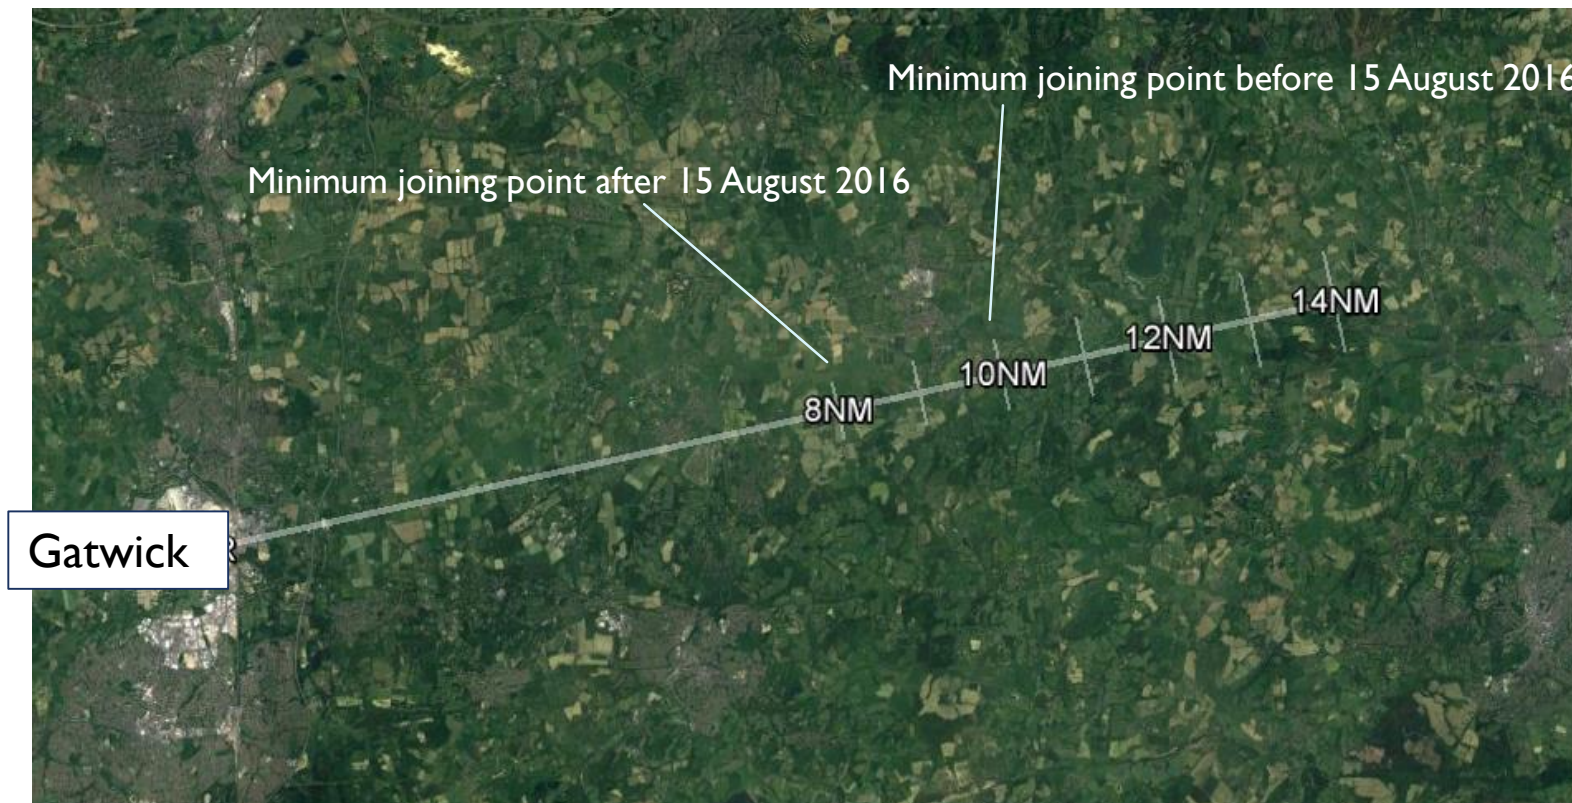 Minimum joining point before 15 August 2016
Minimum joining point after 15 August 2016
14NM
12NM
10NM
8NM
Gatwick